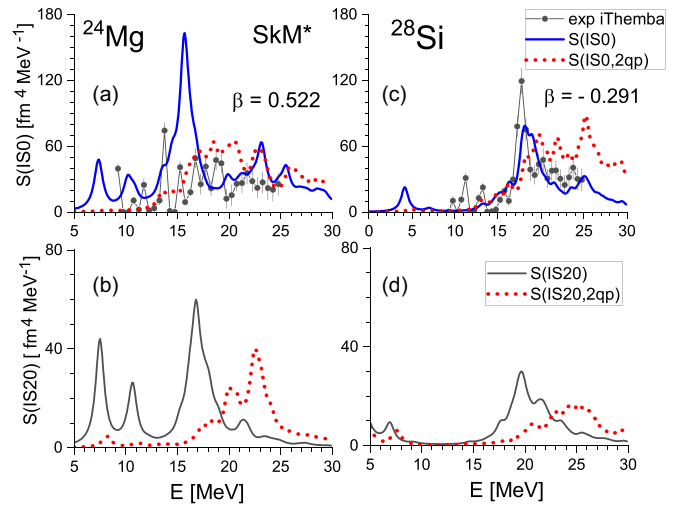 24Mg SkM*
(a)
β = 0.522
S(IS0) [fm4 MeV-1]
180
120
60
0
5 10 15 20 25 30
28Si
exp iThemba
S(IS0)
S(IS0,2qp)
(c)
β = - 0.291
180
120
60
0
0 5 10 15 20 25 30
(b)
S(IS20) [ fm4 MeV-1]
80
40
0
5 10 15 20 25 30
E [MeV]
(d)
S(IS20)
S(IS20,2qp)
80
40
0
5 10 15 20 25 30
E [MeV]